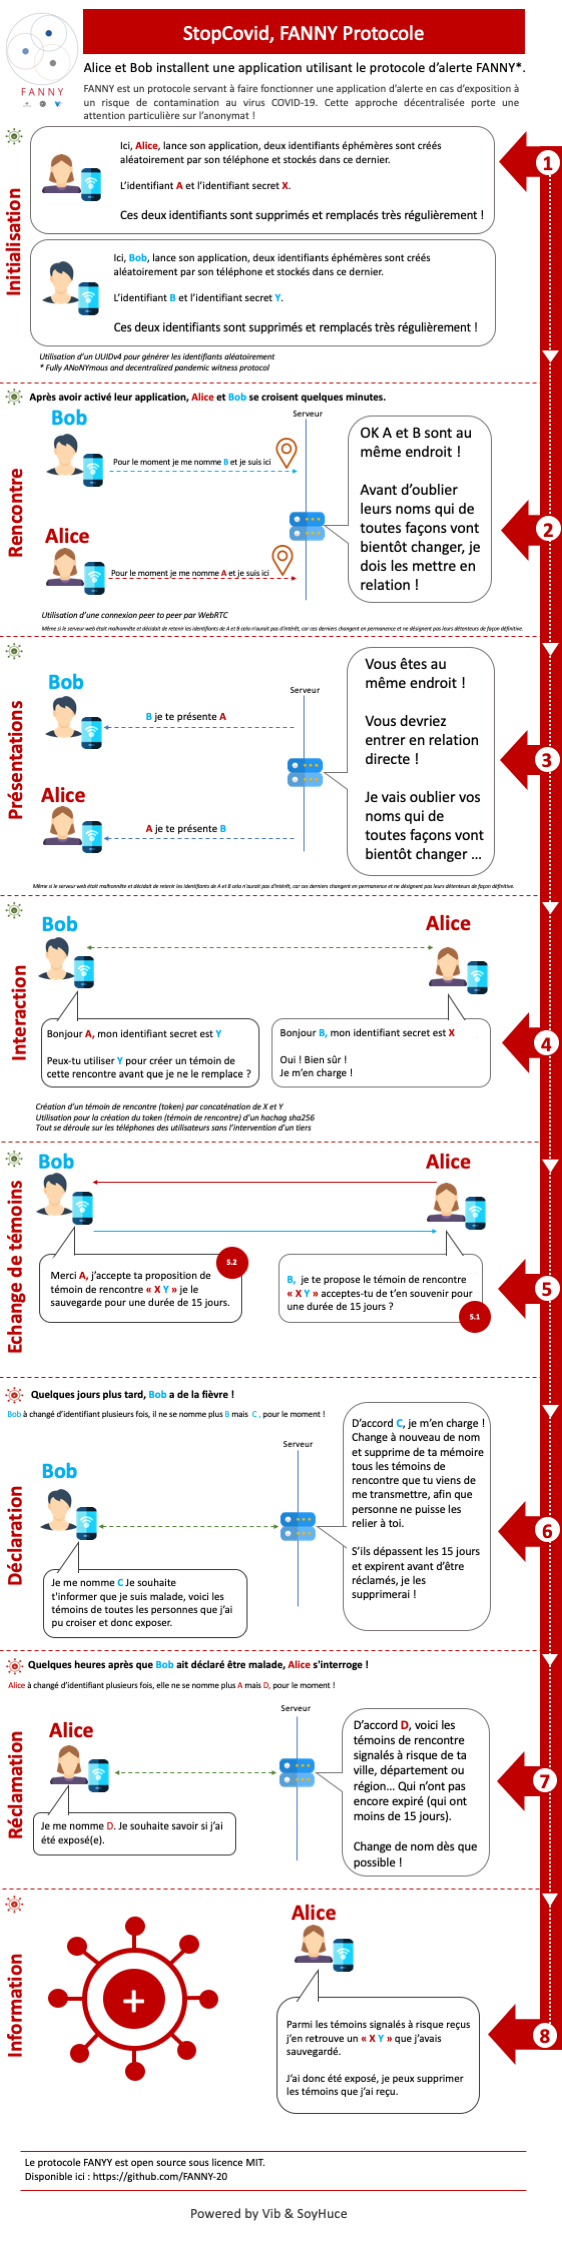 StopCovid, FANNY Protocole
FANNY
Alice et Bob installent une application utilisant le protocole d'alerte FANNY*.
FANNY est un protocole servant à faire fonctionner une application d'alerte en cas d'exposition à
un risque de contamination au virus COVID-19. Cette approche décentralisée porte une
attention particulière sur l'anonymat !
Initialisation
1
Ici, Alice, lance son application, deux identifiants éphémères sont créés
aléatoirement par son téléphone et stockés dans ce dernier.
L'identifiant A et l'identifiant secret X.
Ces deux identifiants sont supprimés et remplacés très régulièrement !
Ici, Bob, lance son application, deux identifiants éphémères sont créés
aléatoirement par son téléphone et stockés dans ce dernier.
L'identifiant B et l'identifiant secret Y.
Ces deux identifiants sont supprimés et remplacés très régulièrement !
Utilisation d'un UUIDv4 pour générer les identifiants aléatoirement
* Fully ANoNYmous and decentralized pandemic witness protocol
Rencontre
2
Après avoir activé leur application, Alice et Bob se croisent quelques minutes.
Bob
Serveur
Pour le moment je me nomme B et je suis ici
Alice
Pour le moment je me nomme A et je suis ici
OK A et B sont au
même endroit !
Avant d'oublier
leurs noms qui de
toutes façons vont
bientôt changer, je
dois les mettre en
relation !
Utilisation d'une connexion peer to peer par WebRTC
Même si le serveur web était malhonnête et décidait de retenir les identifiants de A et B cela n'aurait pas d'intérêt, car ces derniers changent en permanence et ne désignent pas leurs détenteurs de façon définitive.
Présentations
3
Bob
Serveur
B je te présente A
Alice
A je te présente B
Vous êtes au
même endroit !
Vous devriez
entrer en relation
directe !
Je vais oublier vos
noms qui de
toutes façons vont
bientôt changer ...
Même si le serveur web était malhonnête et décidait de retenir les identifiants de A et B cela n'aurait pas d'intérêt, car ces derniers changent en permanence et ne désignent pas leurs détenteurs de façon définitive.
Interaction
4
Bob
Alice
Bonjour A, mon identifiant secret est Y
Peux-tu utiliser Y pour créer un témoin de
cette rencontre avant que je ne le remplace ?
Bonjour B, mon identifiant secret est X
Oui ! Bien sûr !
Je m'en charge !
Création d'un témoin de rencontre (token) par concaténation de X et Y
Utilisation pour la création du token (témoin de rencontre) d'un hachag sha256
Tout se déroule sur les téléphones des utilisateurs sans l'intervention d'un tiers
Echange de témoins
5
Bob
Alice
5.2
Merci A, j'accepte ta proposition de
témoin de rencontre « X Y » je le
sauvegarde pour une durée de 15 jours.
B, je te propose le témoin de rencontre
« X Y » acceptes-tu de t'en souvenir pour
une durée de 15 jours ?
5.1
Déclaration
6
Quelques jours plus tard, Bob a de la fièvre !
Bob à changé d'identifiant plusieurs fois, il ne se nomme plus B mais C , pour le moment !
Serveur
Bob
Je me nomme C Je souhaite
t'informer que je suis malade, voici les
témoins de toutes les personnes que j'ai
pu croiser et donc exposer.
D'accord C, je m'en charge !
Change à nouveau de nom
et supprime de ta mémoire
tous les témoins de
rencontre que tu viens de
me transmettre, afin que
personne ne puisse les
relier à toi.
S'ils dépassent les 15 jours
et expirent avant d'être
réclamés, je les
supprimerai !
Réclamation
7
Quelques heures après que Bob ait déclaré être malade, Alice s'interroge !
Alice à changé d'identifiant plusieurs fois, elle ne se nomme plus A mais D, pour le moment !
Serveur
Alice
Je me nomme D. Je souhaite savoir si j'ai
été exposé(e).
D'accord D, voici les
témoins de rencontre
signalés à risque de ta
ville, département ou
région... Qui n'ont pas
encore expiré (qui ont
moins de 15 jours).
Change de nom dès que
possible !
Information
8
Alice
Parmi les témoins signalés à risque reçus
j'en retrouve un « X Y » que j'avais
sauvegardé.
J'ai donc été exposé, je peux supprimer
les témoins que j'ai reçu.
Le protocole FANYY est open source sous licence MIT.
Disponible ici : https://github.com/FANNY-20
Powered by Vib & SoyHuce